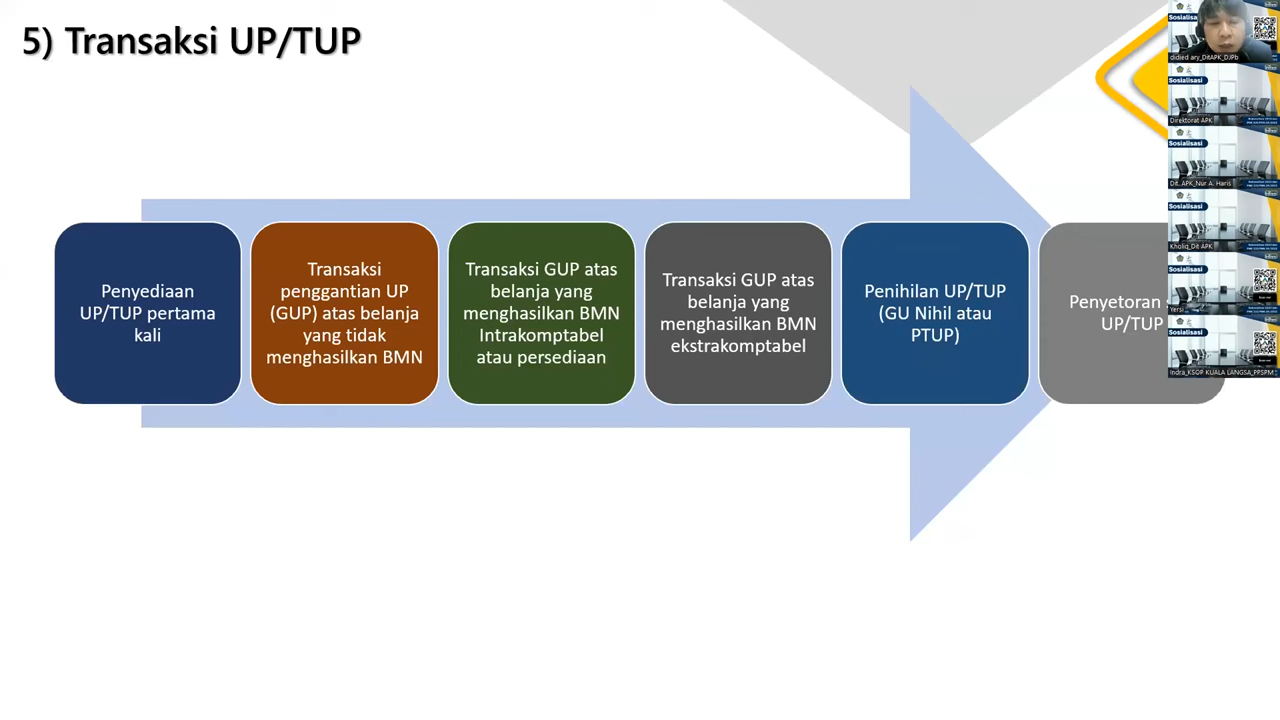 5) Transaksi UP/TUP
Penyediaan
UP/TUP pertama
kali
Transaksi
penggantian UP
(GUP) atas belanja
yang tidak
menghasilkan BMN
Transaksi GUP atas
belanja yang
menghasilkan BMN
Intrakomptabel
atau persediaan
Transaksi GUP atas
belanja yang
menghasilkan BMN
ekstrakomptabel
Penihilan UP/TUP
(GU Nihil atau
PTUP)
Penyetoran
UP/TUP
Sosialisasi
didied ary_DitAPK_DJPb
Sosialisasi
Direktorat APK
Sosialisasi
Dit._APK_Nur A. Haris
Sosialisasi
Kholiq_Dit APK
Sosialisasi
Yersi
Sosialisasi
Indra_KSOP KUALA LANGSA_PPSPM